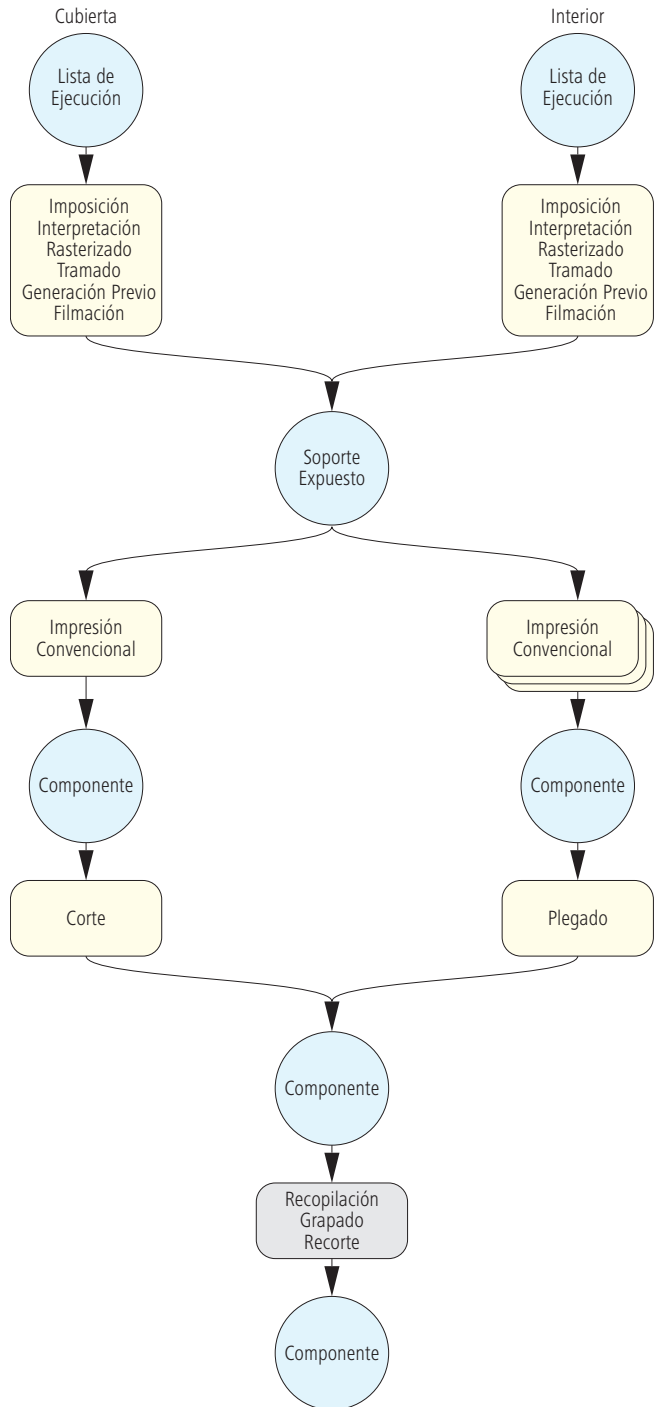 Cubierta
Interior
Lista de
Ejecución
Lista de
Ejecución
Imposición
Interpretación
Rasterizado
Tramado
Generación Previo
Filmación
Imposición
Interpretación
Rasterizado
Tramado
Generación Previo
Filmación
Soporte
Expuesto
Impresión
Convencional
Impresión
Convencional
Componente
Componente
Corte
Plegado
Componente
Recopilación
Grapado
Recorte
Componente